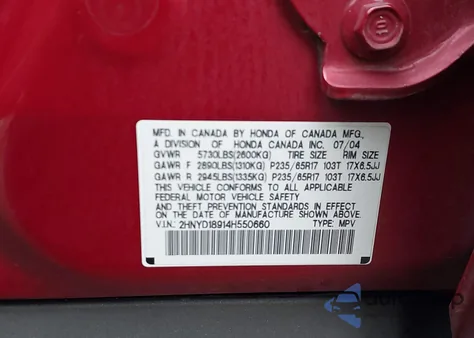 MFD. IN CANADA BY HONDA OF CANADA MFG.,
A DIVISION OF HONDA CANADA INC. 07/04
GVWR 5730LBS(2600KG) TIRE SIZE RIM SIZE
GAWR F 2890LBS(1310KG) P235/65R17 103T 17X6.5JJ
GAWR R 2945LBS(1335KG) P235/65R17 103T 17X6.5JJ
THIS VEHICLE CONFORMS TO ALL APPLICABLE
FEDERAL MOTOR VEHICLE SAFETY
AND THEFT PREVENTION STANDARDS IN EFFECT
ON THE DATE OF MANUFACTURE SHOWN ABOVE.
V.I.N.: 2HNYD18914H550660 TYPE: MPV